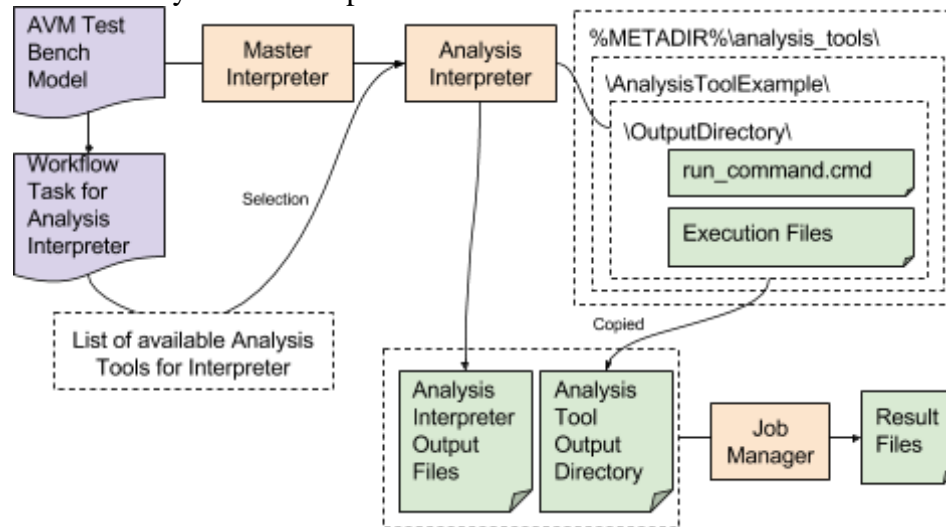 AVM Test
Bench
Model
Master
Interpreter
Analysis
Interpreter
%METADIR%\analysis_tools\
\AnalysisToolExample\
\OutputDirectory\
run_command.cmd
Execution Files
Workflow
Task for
Analysis
Interpreter
Selection
List of available Analysis
Tools for Interpreter
Copied
Analysis
Interpreter
Output
Files
Analysis
Tool
Output
Directory
Job
Manager
Result
Files